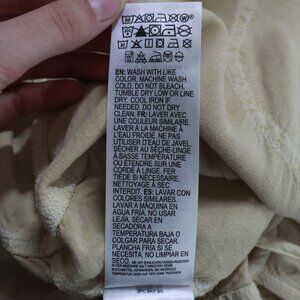 EN: WASH WITH LIKE
COLOR. MACHINE WASH
COLD. DO NOT BLEACH.
TUMBLE DRY LOW OR LINE
DRY. COOL IRON IF
NEEDED. DO NOT DRY
CLEAN. FR: LAVER AVEC
UNE COULEUR SIMILAIRE.
LAVER À LA MACHINE À
L'EAU FROIDE. NE PAS
UTILISER D'EAU DE JAVEL.
SÉCHER AU SÈCHE-LINGE
À BASSE TEMPÉRATURE
OU ÉTENDRE SUR UNE
CORDE À LINGE. FER
TIÈDE SI NÉCESSAIRE.
NETTOYAGE À SEC
INTERDIT. ES: LAVAR CON
COLORES SIMILARES.
LAVAR A MÁQUINA EN
AGUA FRÍA. NO USAR
LEJÍA. SECAR EN
SECADORA A
TEMPERATURA BAJA O
COLGAR PARA SECAR.
PLANCHA FRÍA SI ES
NECESARIO. NO LAVAR
EN SECO.